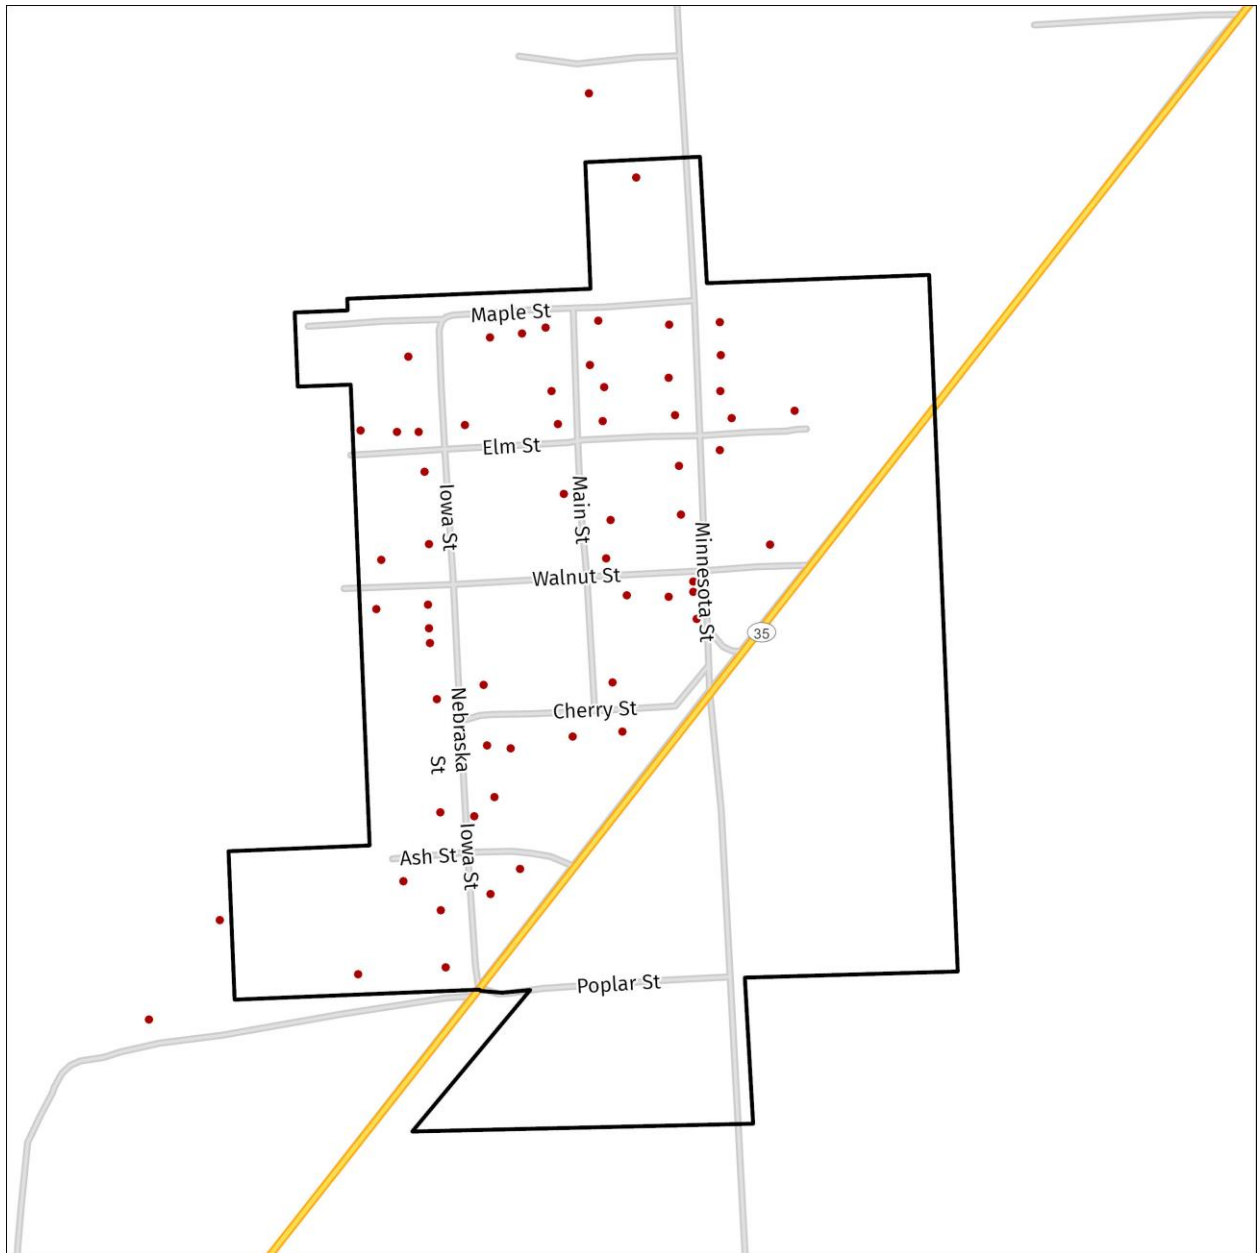 Maple St
Elm St
Iowa St
Main St
Minnesota St
Walnut St
35
Nebraska
St
Cherry St
Iowa St
Ash St
Poplar St